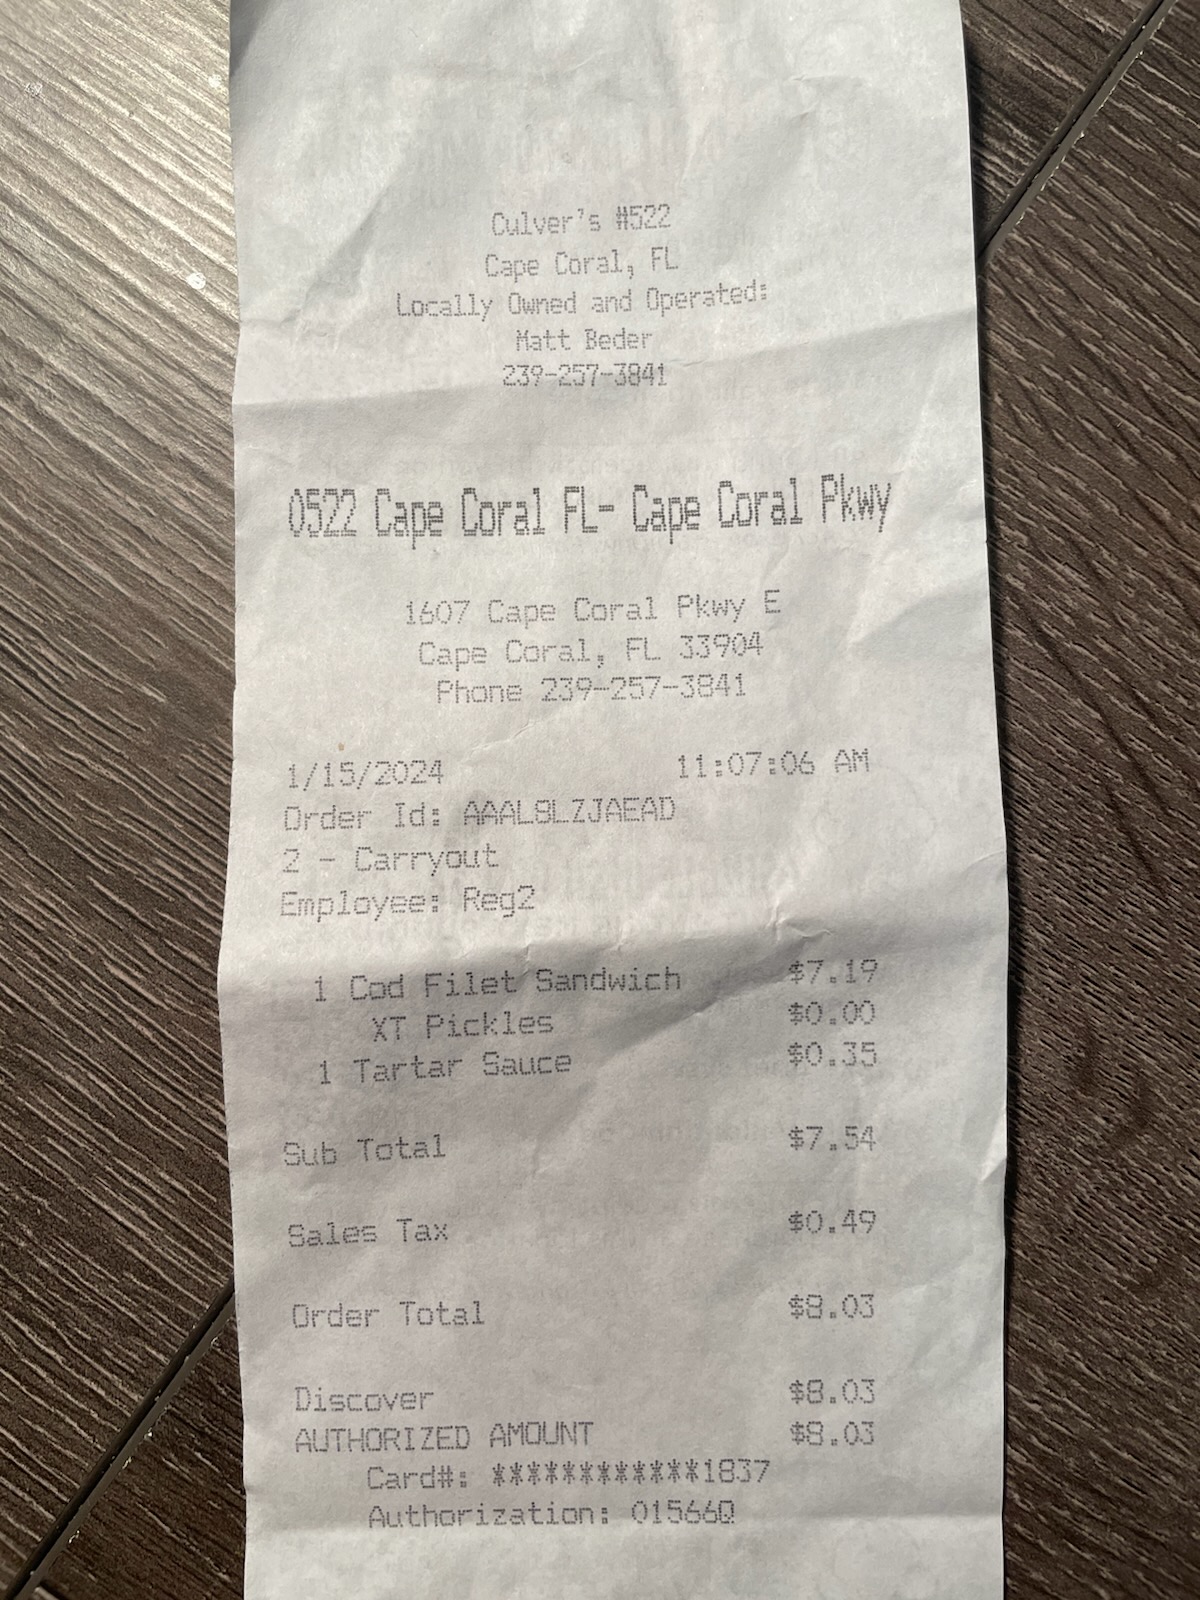 Culver's #522
Cape Coral, FL
Locally Owned and Operated:
Matt Beder
239-257-3841
0522 Cape Coral FL- Cape Coral Pkwy
1607 Cape Coral Pkwy E
Cape Coral, FL 33904
Phone 239-257-3841
1/15/2024 11:07:06 AM
Order Id: AAAL8LZJAEAD
2 - Carryout
Employee: Reg2
1 Cod Filet Sandwich $7.19
XT Pickles $0.00
1 Tartar Sauce $0.35
Sub Total $7.54
Sales Tax $0.49
Order Total $8.03
Discover $8.03
AUTHORIZED AMOUNT $8.03
Card#: ************1837
Authorization: 01566Q